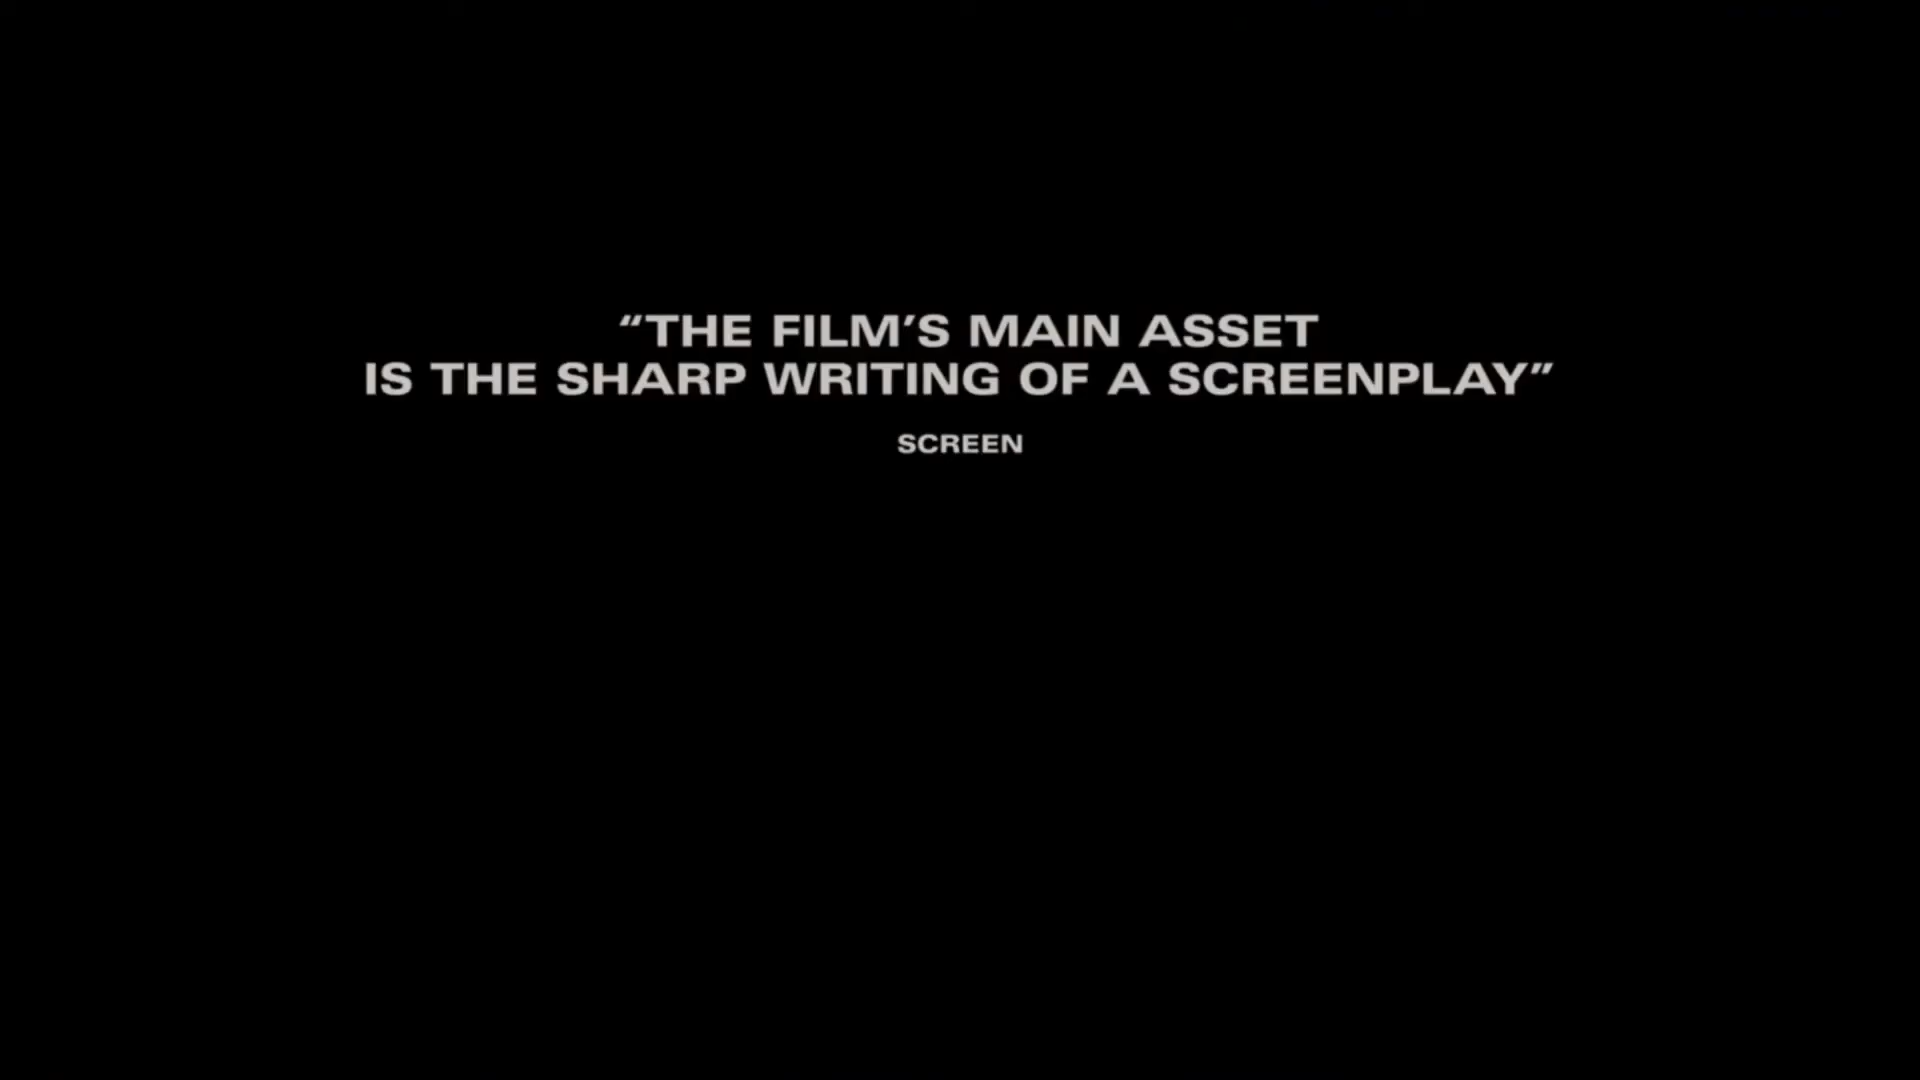 “THE FILM’S MAIN ASSET
IS THE SHARP WRITING OF A SCREENPLAY”
SCREEN